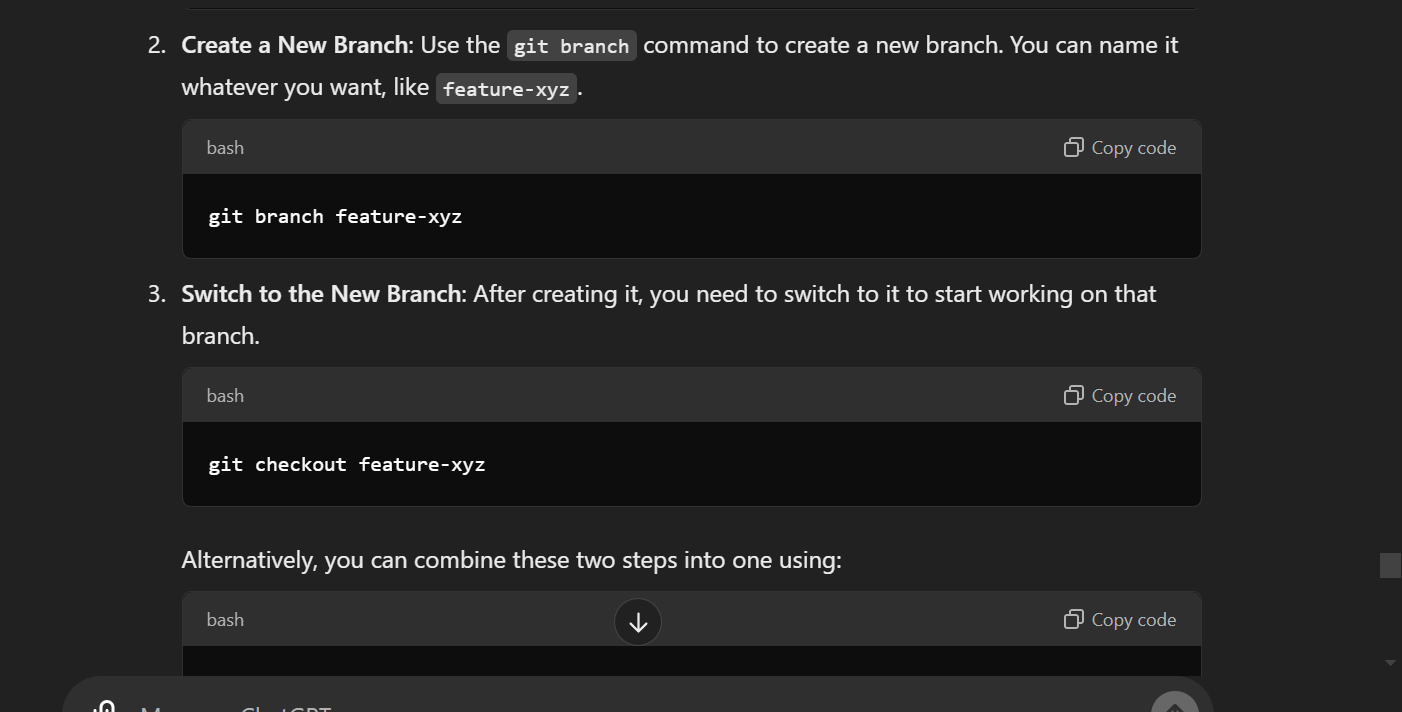 2. Create a New Branch: Use the git branch command to create a new branch. You can name it
whatever you want, like feature-xyz.
bash Copy code
git branch feature-xyz
3. Switch to the New Branch: After creating it, you need to switch to it to start working on that
branch.
bash Copy code
git checkout feature-xyz
Alternatively, you can combine these two steps into one using:
bash Copy code
ChatGPT